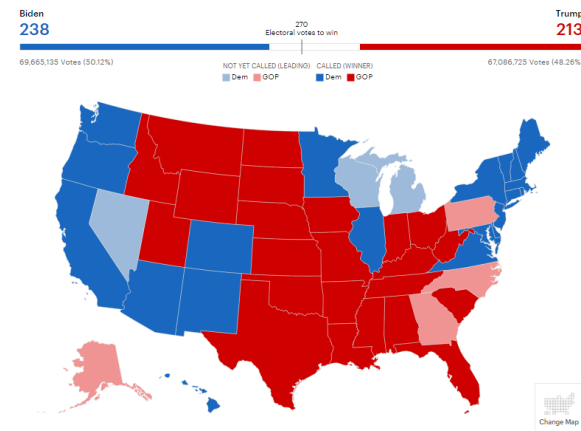 Biden
238
270
Electoral votes to win
Trump
213
69,665,135 Votes (50.12%)
67,086,725 Votes (48.26%
NOT YET CALLED (LEADING) CALLED (WINNER)
Dem GOP Dem GOP
Change Map